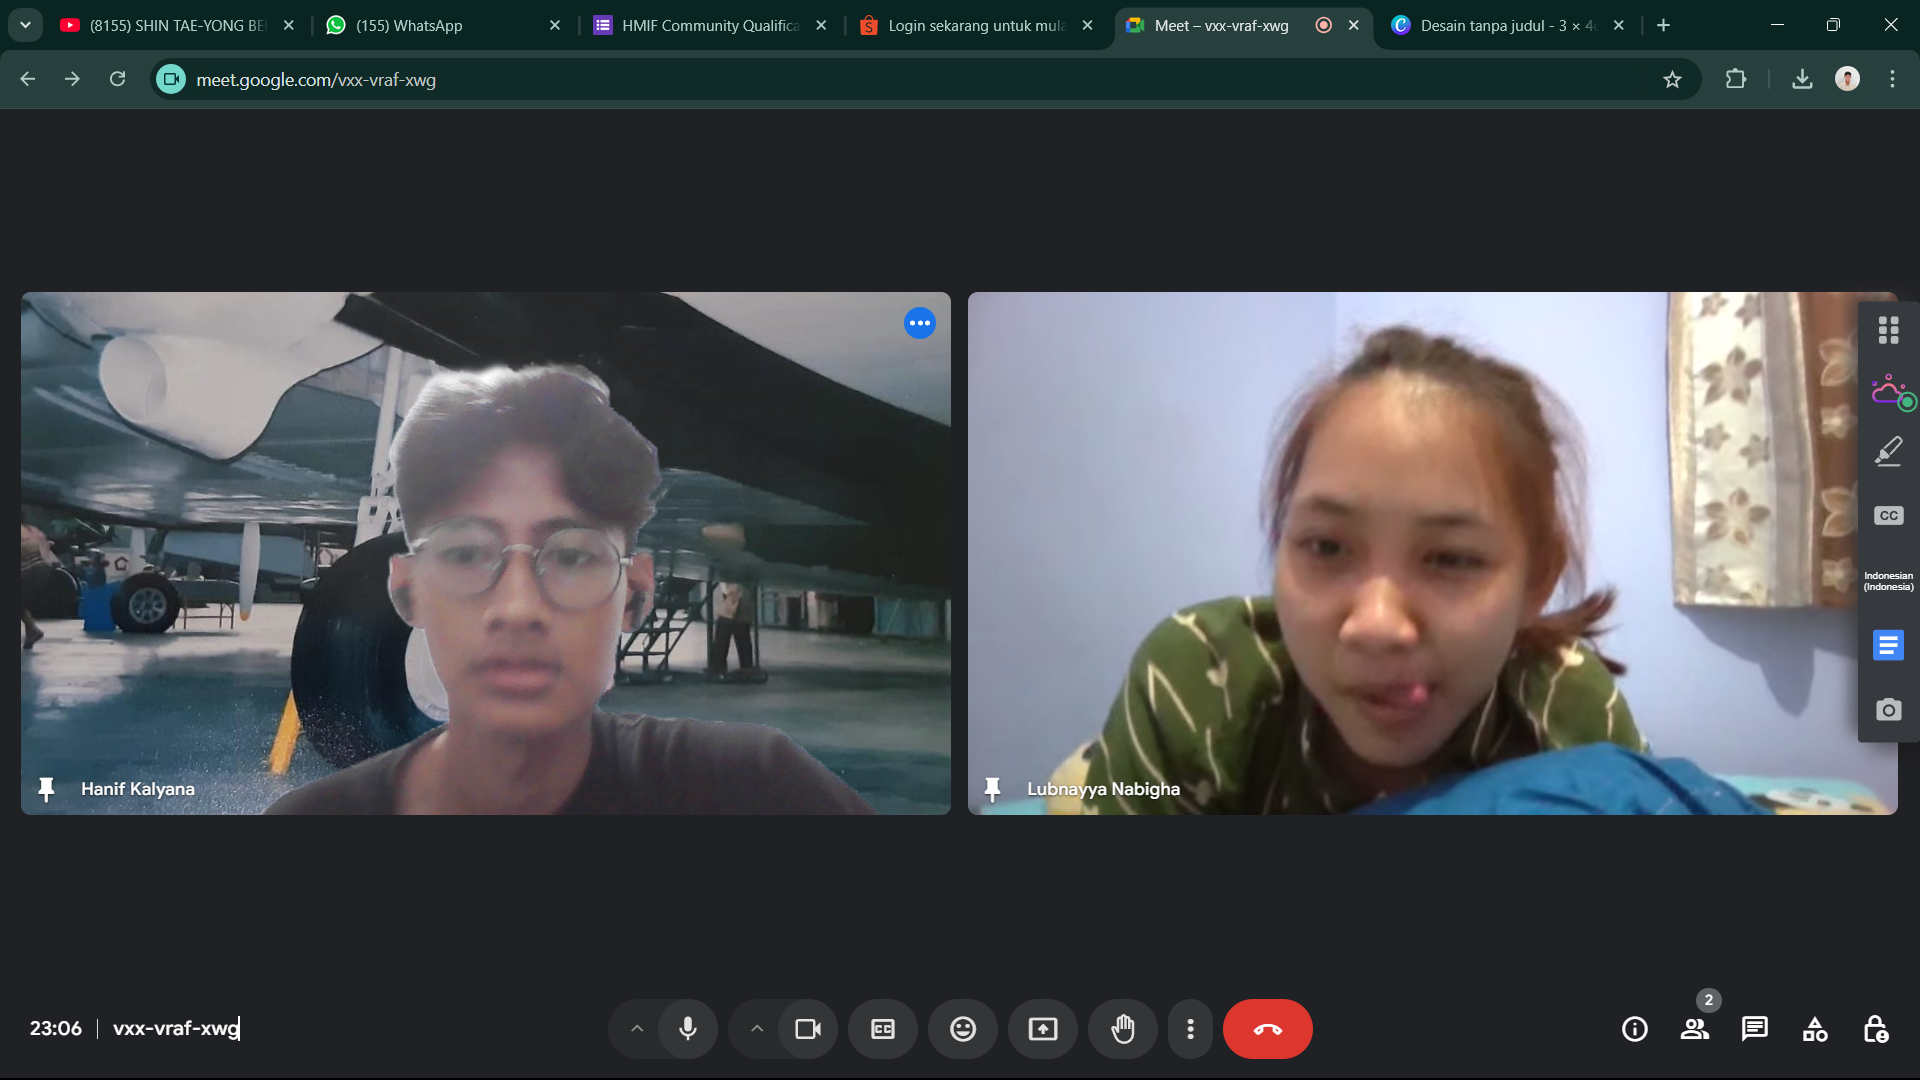 (8155) SHIN TAE-YONG BE
(155) WhatsApp
HMIF Community Qualifica
Login sekarang untuk mula
Meet – vxx-vraf-xwg
Desain tanpa judul - 3 × 4
meet.google.com/vxx-vraf-xwg
CC
Indonesian
(Indonesia)
Hanif Kalyana
Lubnayya Nabigha
23:06
vxx-vraf-xwg
CC
2